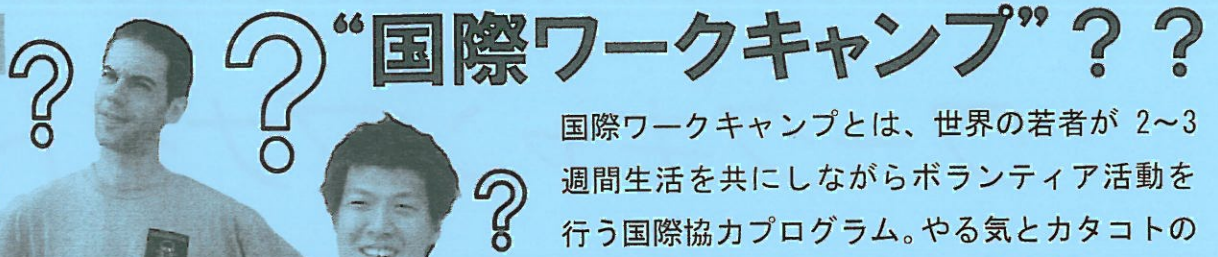 “国際ワークキャンプ”？？
国際ワークキャンプとは、世界の若者が 2～3
週間生活を共にしながらボランティア活動を
行う国際協力プログラム。やる気とカタコトの
?
?
?